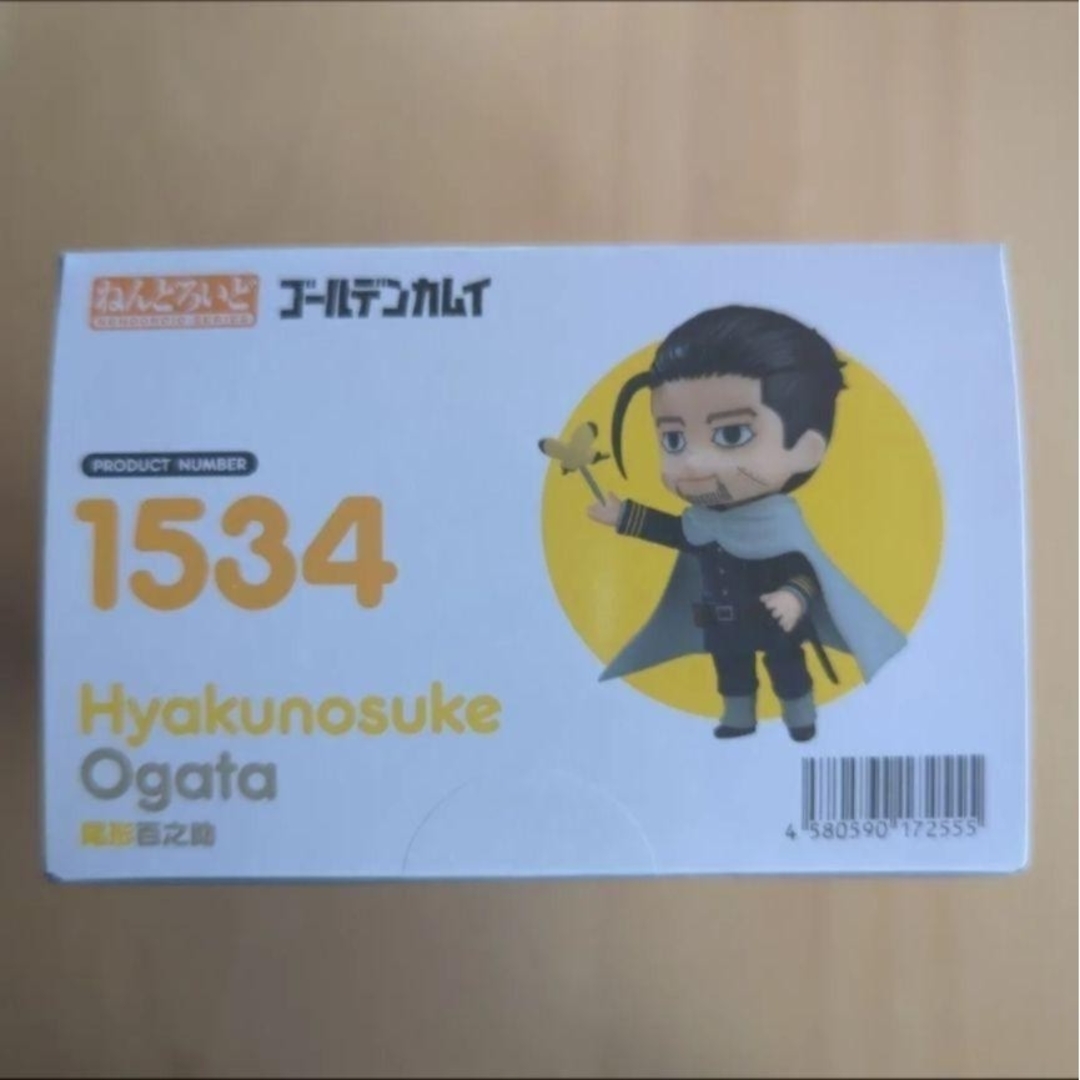 ねんどろいど
NENDOROID SERIES
ゴールデンカムイ
PRODUCT NUMBER
1534
Hyakunosuke
Ogata
尾形百之助
4 580590 172555